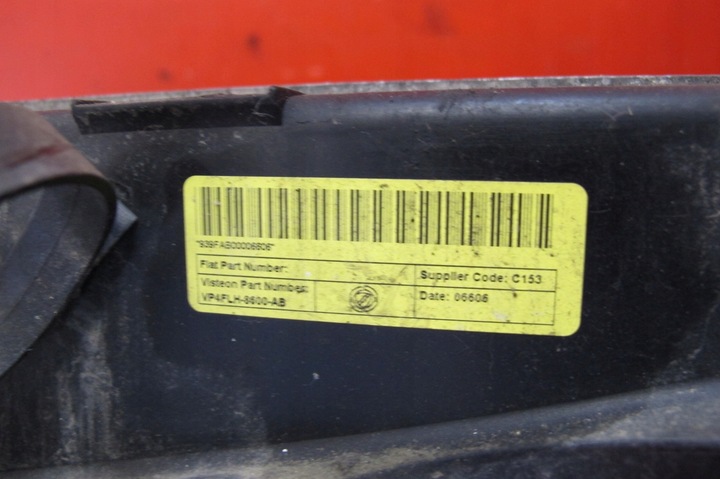 *939FAB00006606*
Fiat Part Number:
Supplier Code: C153
Visteon Part Number:
VP4FLH-8600-AB
Date: 06606